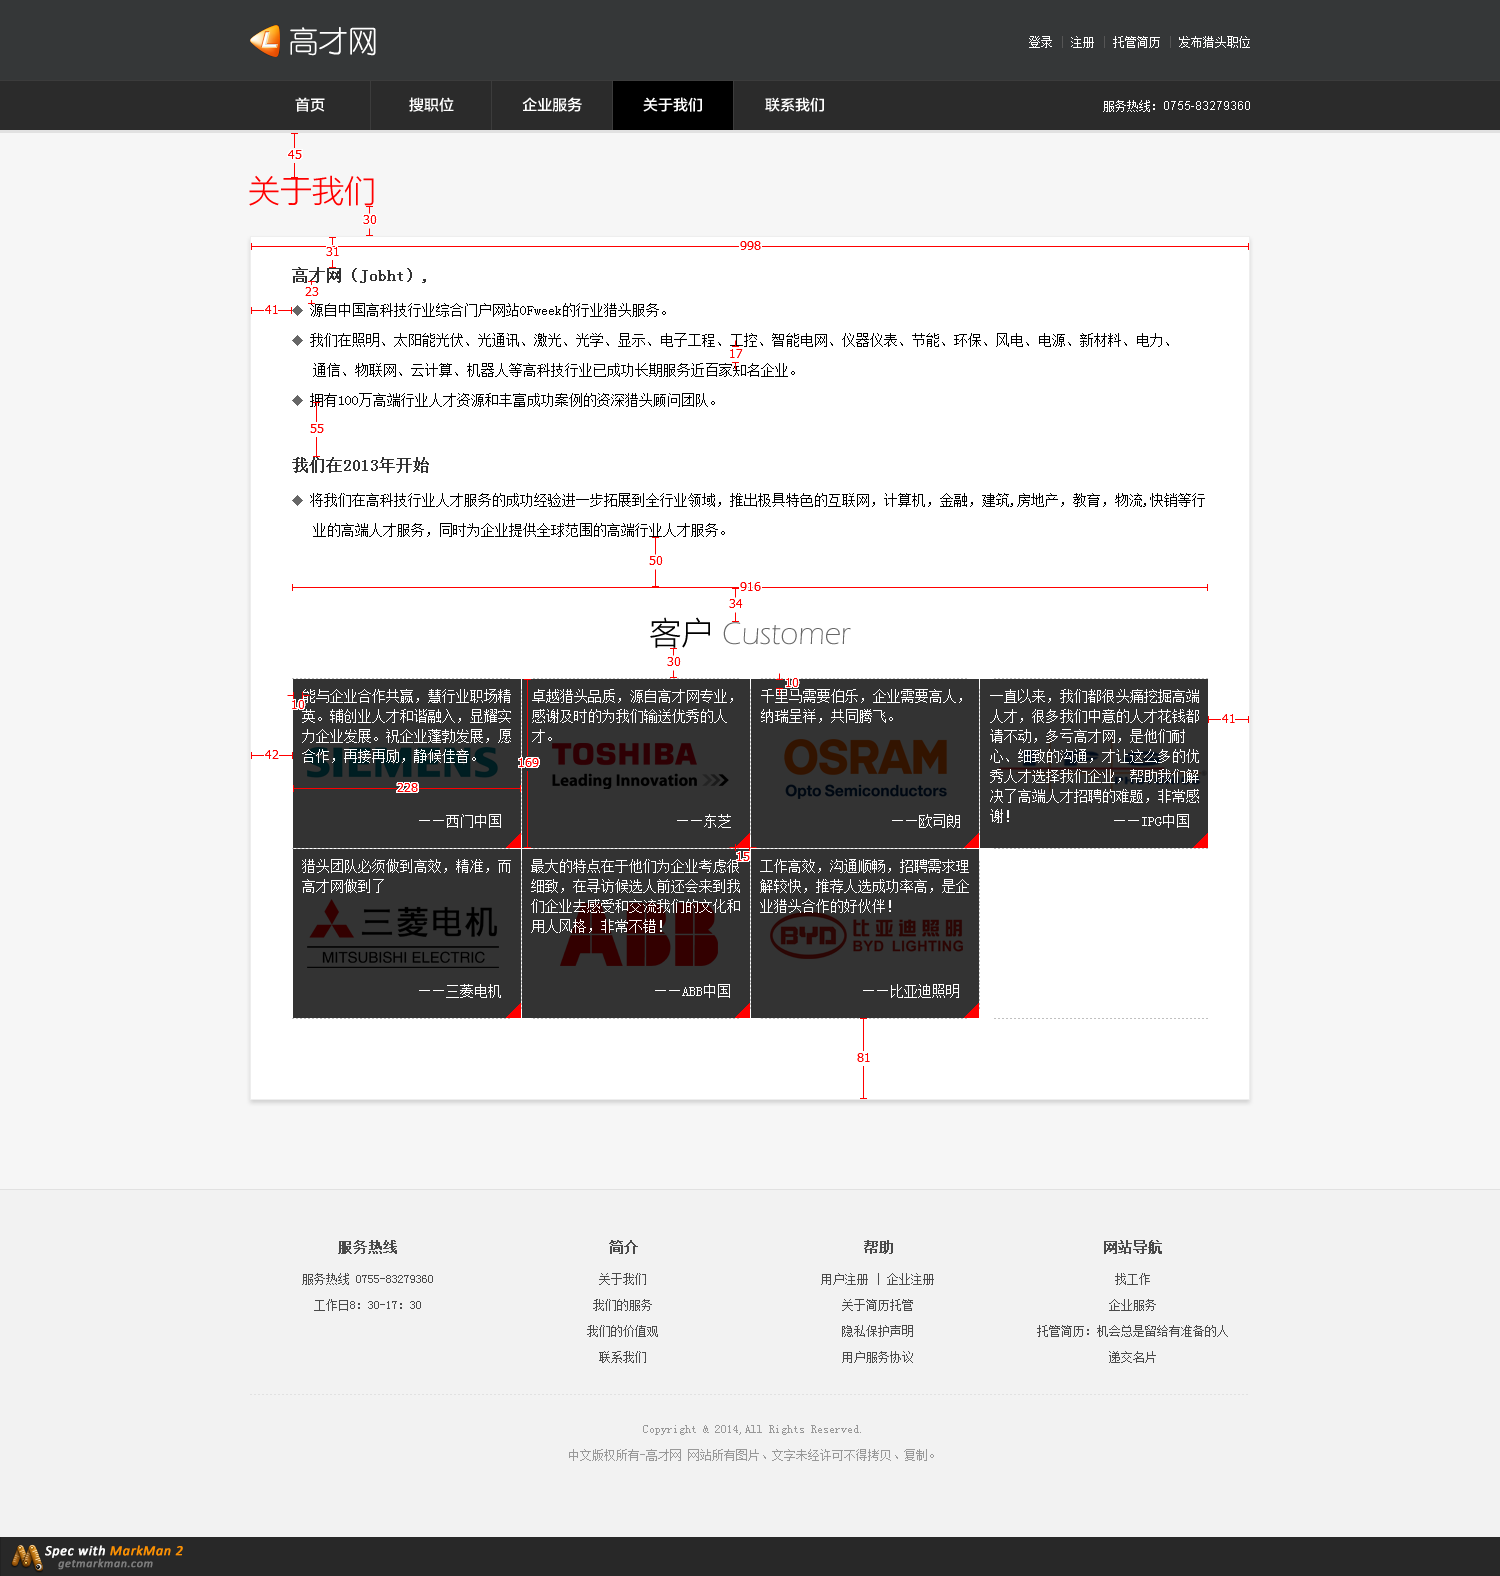 高才网
登录 | 注册 | 托管简历 | 发布猎头职位
首页 搜职位 企业服务 关于我们 联系我们 服务热线：0755-83279360
45
关于我们
30
998
31
高才网（Jobht），
23
41
◆ 源自中国高科技行业综合门户网站OFweek的行业猎头服务。
◆ 我们在照明、太阳能光伏、光通讯、激光、光学、显示、电子工程、工控、智能电网、仪器仪表、节能、环保、风电、电源、新材料、电力、
17
通信、物联网、云计算、机器人等高科技行业已成功长期服务近百家知名企业。
◆ 拥有100万高端行业人才资源和丰富成功案例的资深猎头顾问团队。
55
我们在2013年开始
◆ 将我们在高科技行业人才服务的成功经验进一步拓展到全行业领域，推出极具特色的互联网，计算机，金融，建筑,房地产，教育，物流,快销等行
业的高端人才服务，同时为企业提供全球范围的高端行业人才服务。
50
916
34
客户 Customer
30
10
能与企业合作共赢，慧行业职场精
英。辅创业人才和谐融入，显耀实
力企业发展。祝企业蓬勃发展，愿
合作，再接再励，静候佳音。
SIEMENS
42
228
——西门中国
卓越猎头品质，源自高才网专业，
感谢及时的为我们输送优秀的人
才。
TOSHIBA
Leading Innovation >>>
169
——东芝
10
千里马需要伯乐，企业需要高人，
纳瑞呈祥，共同腾飞。
OSRAM
Opto Semiconductors
——欧司朗
一直以来，我们都很头痛挖掘高端
人才，很多我们中意的人才花钱都
请不动，多亏高才网，是他们耐
心、细致的沟通，才让这么多的优
秀人才选择我们企业，帮助我们解
决了高端人才招聘的难题，非常感
谢！
——IPG中国
41
猎头团队必须做到高效，精准，而
高才网做到了
三菱电机
MITSUBISHI ELECTRIC
——三菱电机
15
最大的特点在于他们为企业考虑很
细致，在寻访候选人前还会来到我
们企业去感受和交流我们的文化和
用人风格，非常不错！
ABB
——ABB中国
工作高效，沟通顺畅，招聘需求理
解较快，推荐人选成功率高，是企
业猎头合作的好伙伴！
BYD 比亚迪照明
BYD LIGHTING
——比亚迪照明
81
服务热线 简介 帮助 网站导航
服务热线 0755-83279360 关于我们 用户注册 | 企业注册 找工作
工作日8：30-17：30 我们的服务 关于简历托管 企业服务
我们的价值观 隐私保护声明 托管简历：机会总是留给有准备的人
联系我们 用户服务协议 递交名片
Copyright & 2014,All Rights Reserved.
中文版权所有-高才网 网站所有图片、文字未经许可不得拷贝、复制。
Spec with MarkMan 2
getmarkman.com